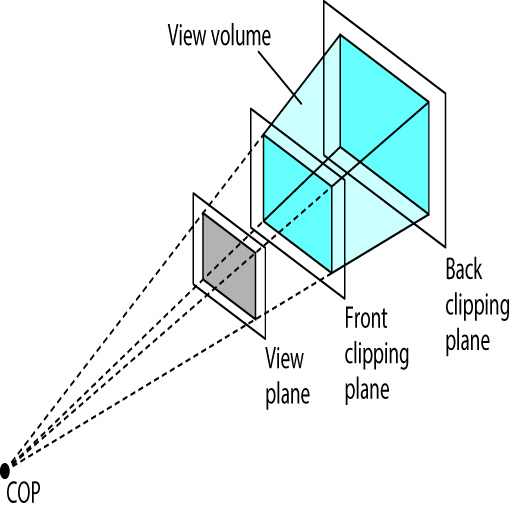 View volume
Back
clipping
plane
Front
clipping
plane
View
plane
COP